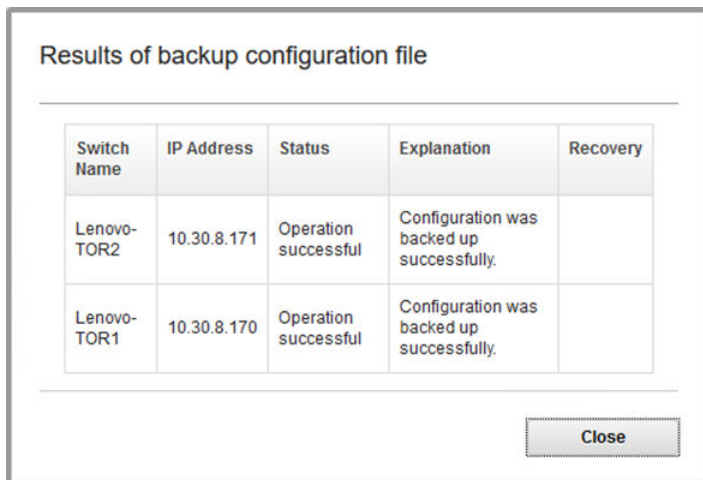 Results of backup configuration file
Switch Name IP Address Status Explanation Recovery
Lenovo-TOR2 10.30.8.171 Operation successful Configuration was backed up successfully.
Lenovo-TOR1 10.30.8.170 Operation successful Configuration was backed up successfully.
Close